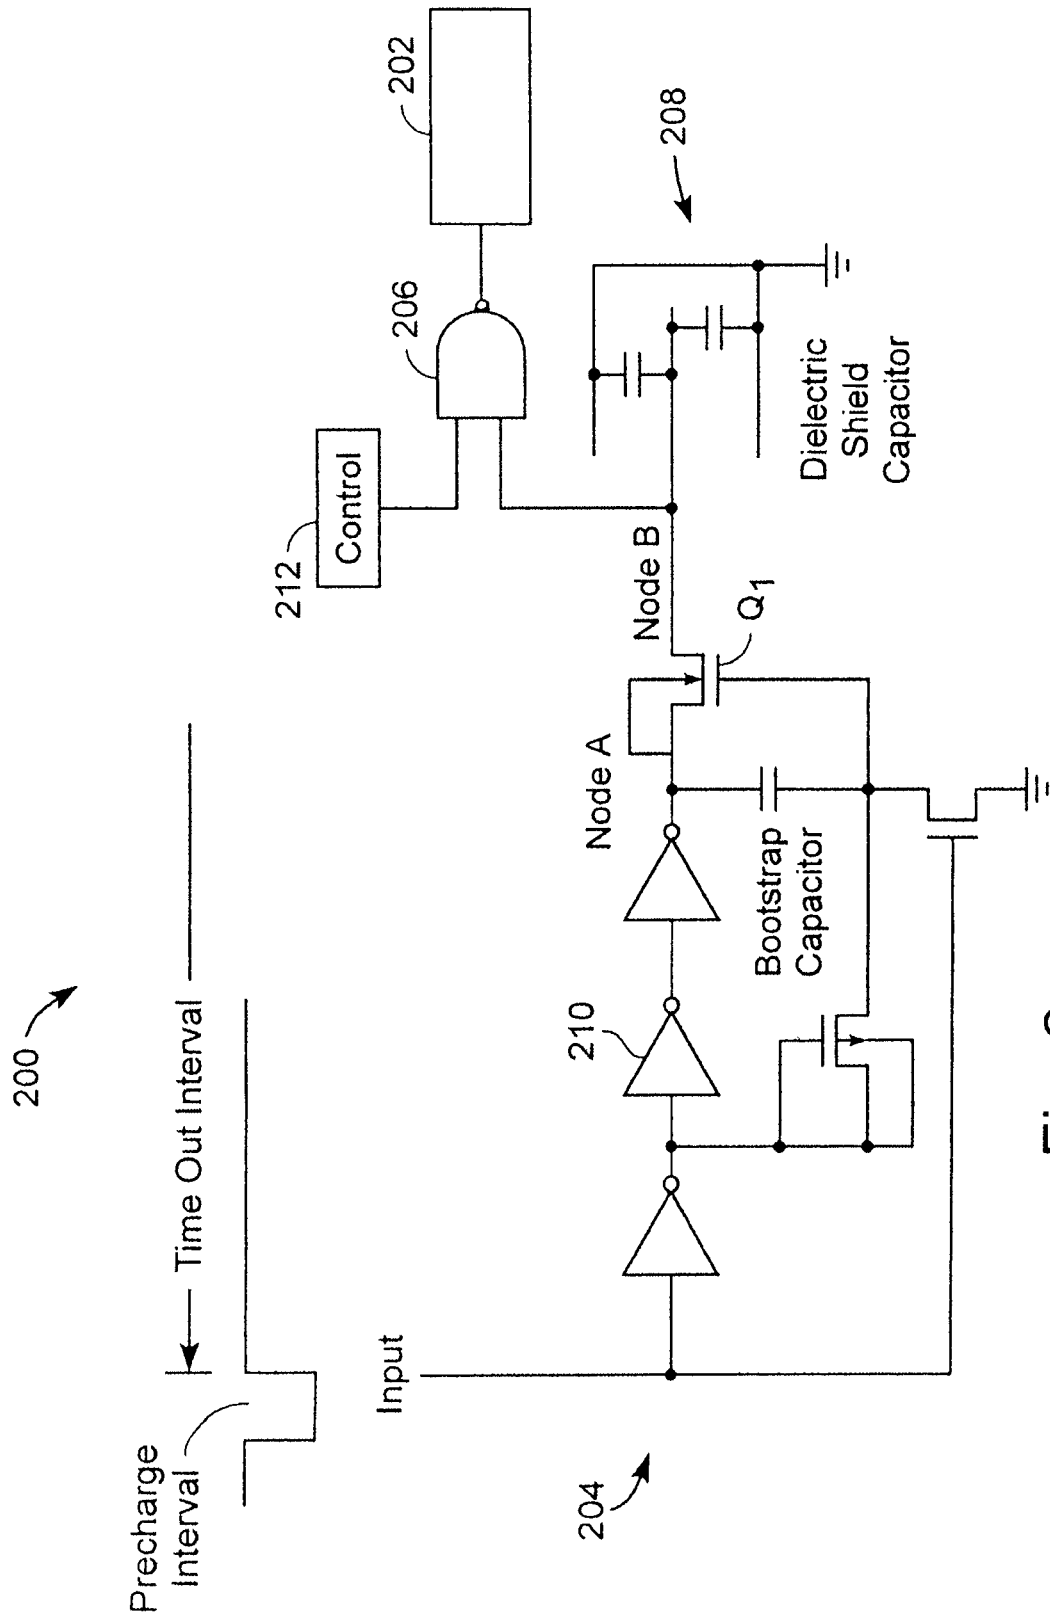 200
Time Out Interval
Precharge
Interval
Input
204
212
Control
206
202
208
Node A
Node B
Q1
210
Bootstrap
Capacitor
Dielectric
Shield
Capacitor